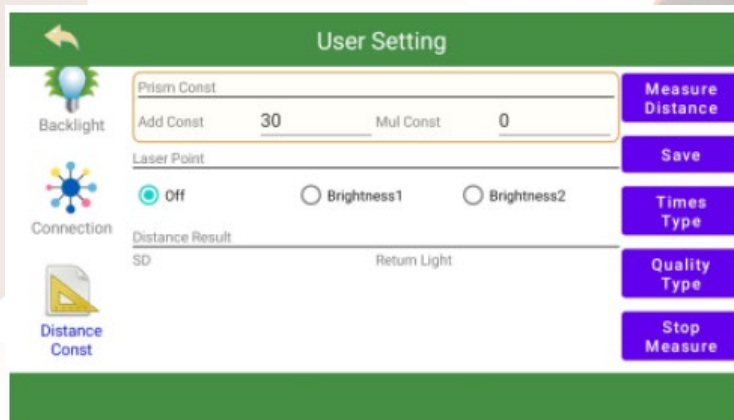 User Setting
Backlight
Connection
Distance
Const
Prism Const
Add Const 30 Mul Const 0
Laser Point
Off Brightness1 Brightness2
Distance Result
SD Return Light
Measure
Distance
Save
Times
Type
Quality
Type
Stop
Measure